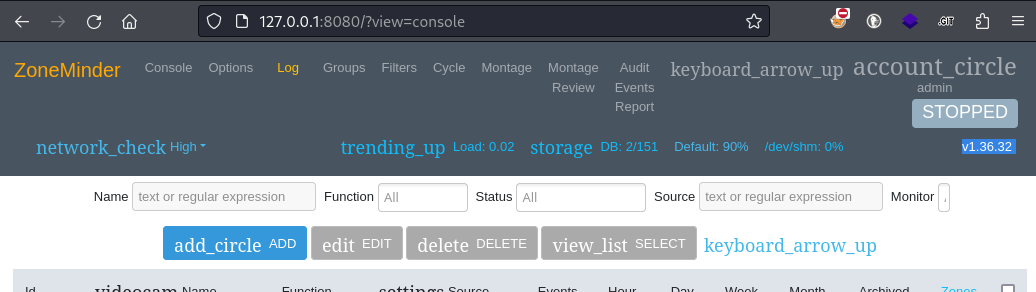 127.0.0.1:8080/?view=console
.GIT
ZoneMinder Console Options Log Groups Filters Cycle Montage Montage Review Audit Events Report keyboard_arrow_up account_circle admin
STOPPED
network_check High trending_up Load: 0.02 storage DB: 2/151 Default: 90% /dev/shm: 0% v1.36.32
Name text or regular expression Function All Status All Source text or regular expression Monitor
add_circle ADD edit EDIT delete DELETE view_list SELECT keyboard_arrow_up
Id videocam Name Function settings Source Events Hour Day Week Month Archived Zones